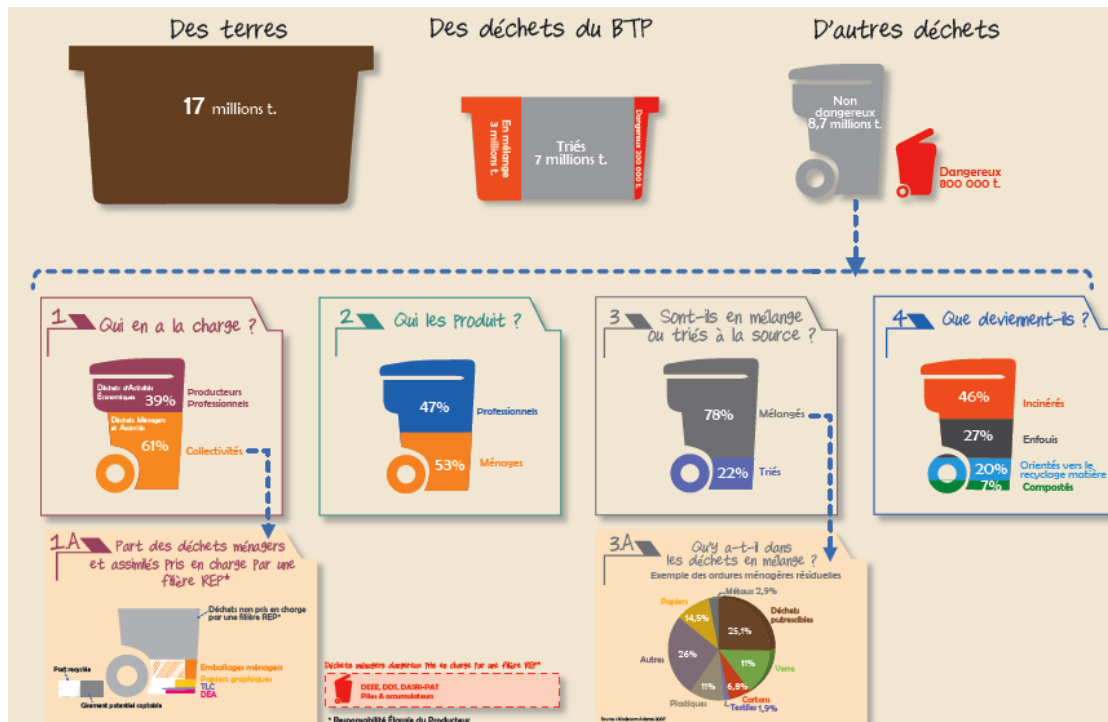 Des terres
Des déchets du BTP
D'autres déchets
17 millions t.
En mélange
3 millions t.
Triés
7 millions t.
Dangereux 200 000 t.
Non
dangereux
8,7 millions t.
Dangereux
800 000 t.
1 Qui en a la charge ?
Déchets d'Activités
Économiques
39%
Producteurs
Professionnels
Déchets Ménagers
et Assimilés
61%
Collectivités
2 Qui les Produit ?
47%
Professionnels
53%
Ménages
3 Sont-ils en mélange
ou triés à la source ?
78%
Mélangés
22%
Triés
4 Que deviennent-ils ?
46%
Incinérés
27%
Enfouis
20%
Orientés vers le
recyclage matière
7%
Compostés
1.A Part des déchets ménagers
et assimilés Pris en charge Par une
filière REP*
Déchets non pris en charge
par une filière REP*
Part recyclée
Gisement potentiel captable
Emballages ménagers
Papiers graphiques
TLC
DEA
Déchets ménagers dangereux Pris en charge Par une filière REP*
DEEE, DDS, DASRI-PAT
Piles & accumulateurs
* Responsabilité Élargie du Producteur
3.A Qu'y a-t-il dans
les déchets en mélange ?
Exemple des ordures ménagères résiduelles
Métaux 2,9%
Papiers
14,5%
Déchets
putrescibles
25,1%
Autres
26%
11%
Verre
Plastiques
11%
6,8%
Cartons
Textiles 1,9%
Source : Modecom Ademe 2007